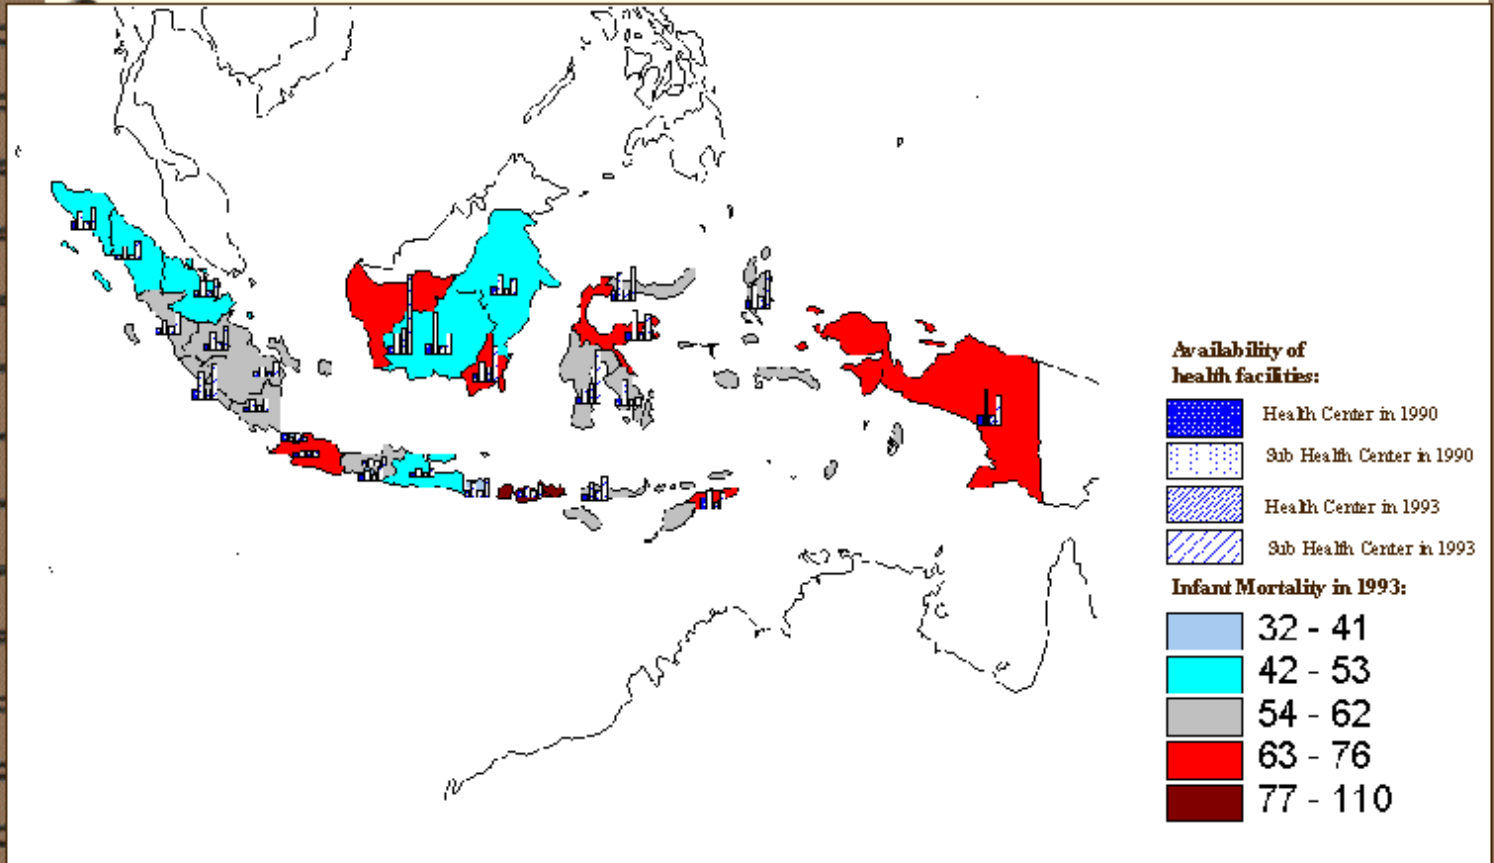 Availability of
health facilities:
Health Center in 1990
Sub Health Center in 1990
Health Center in 1993
Sub Health Center in 1993
Infant Mortality in 1993:
32 - 41
42 - 53
54 - 62
63 - 76
77 - 110